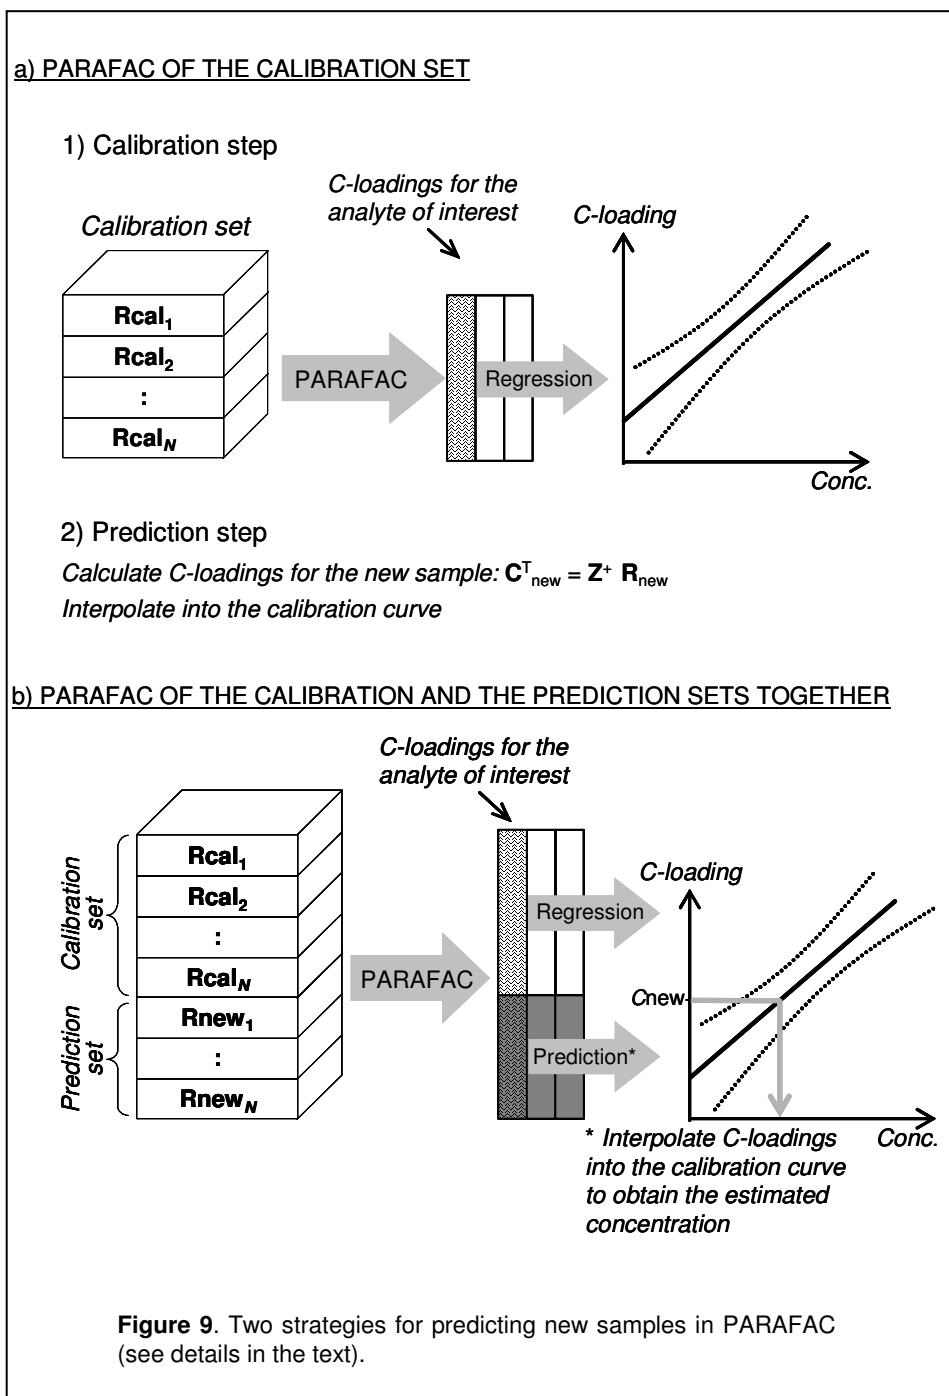 a) PARAFAC OF THE CALIBRATION SET
1) Calibration step
C-loadings for the
analyte of interest
Calibration set
C-loading
Rcal1
Rcal2
:
RcalN
PARAFAC
Regression
Conc.
2) Prediction step
Calculate C-loadings for the new sample: C^T_new = Z^+ R_new
Interpolate into the calibration curve
b) PARAFAC OF THE CALIBRATION AND THE PREDICTION SETS TOGETHER
C-loadings for the
analyte of interest
Calibration
set
Prediction
set
Rcal1
Rcal2
:
RcalN
Rnew1
:
RnewN
PARAFAC
Regression
Prediction*
C-loading
Cnew
Conc.
* Interpolate C-loadings
into the calibration curve
to obtain the estimated
concentration
Figure 9. Two strategies for predicting new samples in PARAFAC
(see details in the text).